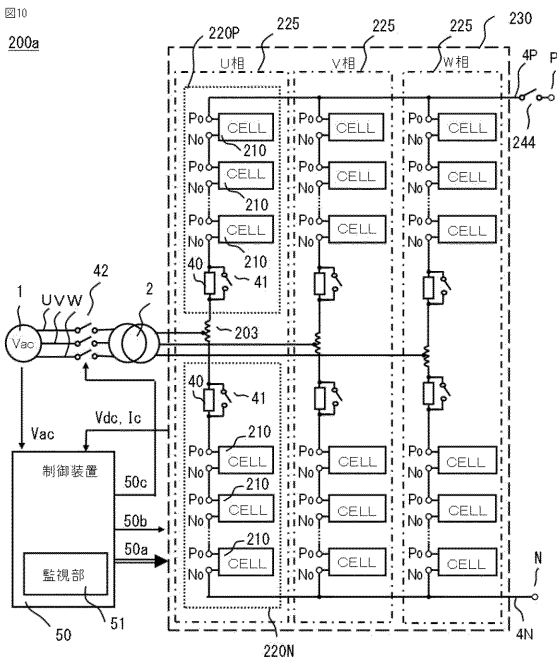 図10
200a
220P
225
225
225
230
U相
V相
W相
4P
P
244
Po
CELL
Po
CELL
Po
CELL
No
210
No
No
Po
CELL
Po
CELL
Po
CELL
No
210
No
No
Po
CELL
Po
CELL
Po
CELL
No
210
No
No
40
41
1
UVW
42
2
203
Vac
40
41
Vac
Vdc, Ic
制御装置
50c
50b
50a
監視部
50
51
210
Po
CELL
Po
CELL
Po
CELL
No
No
No
210
Po
CELL
Po
CELL
Po
CELL
No
No
No
210
Po
CELL
Po
CELL
Po
CELL
No
No
No
N
4N
220N